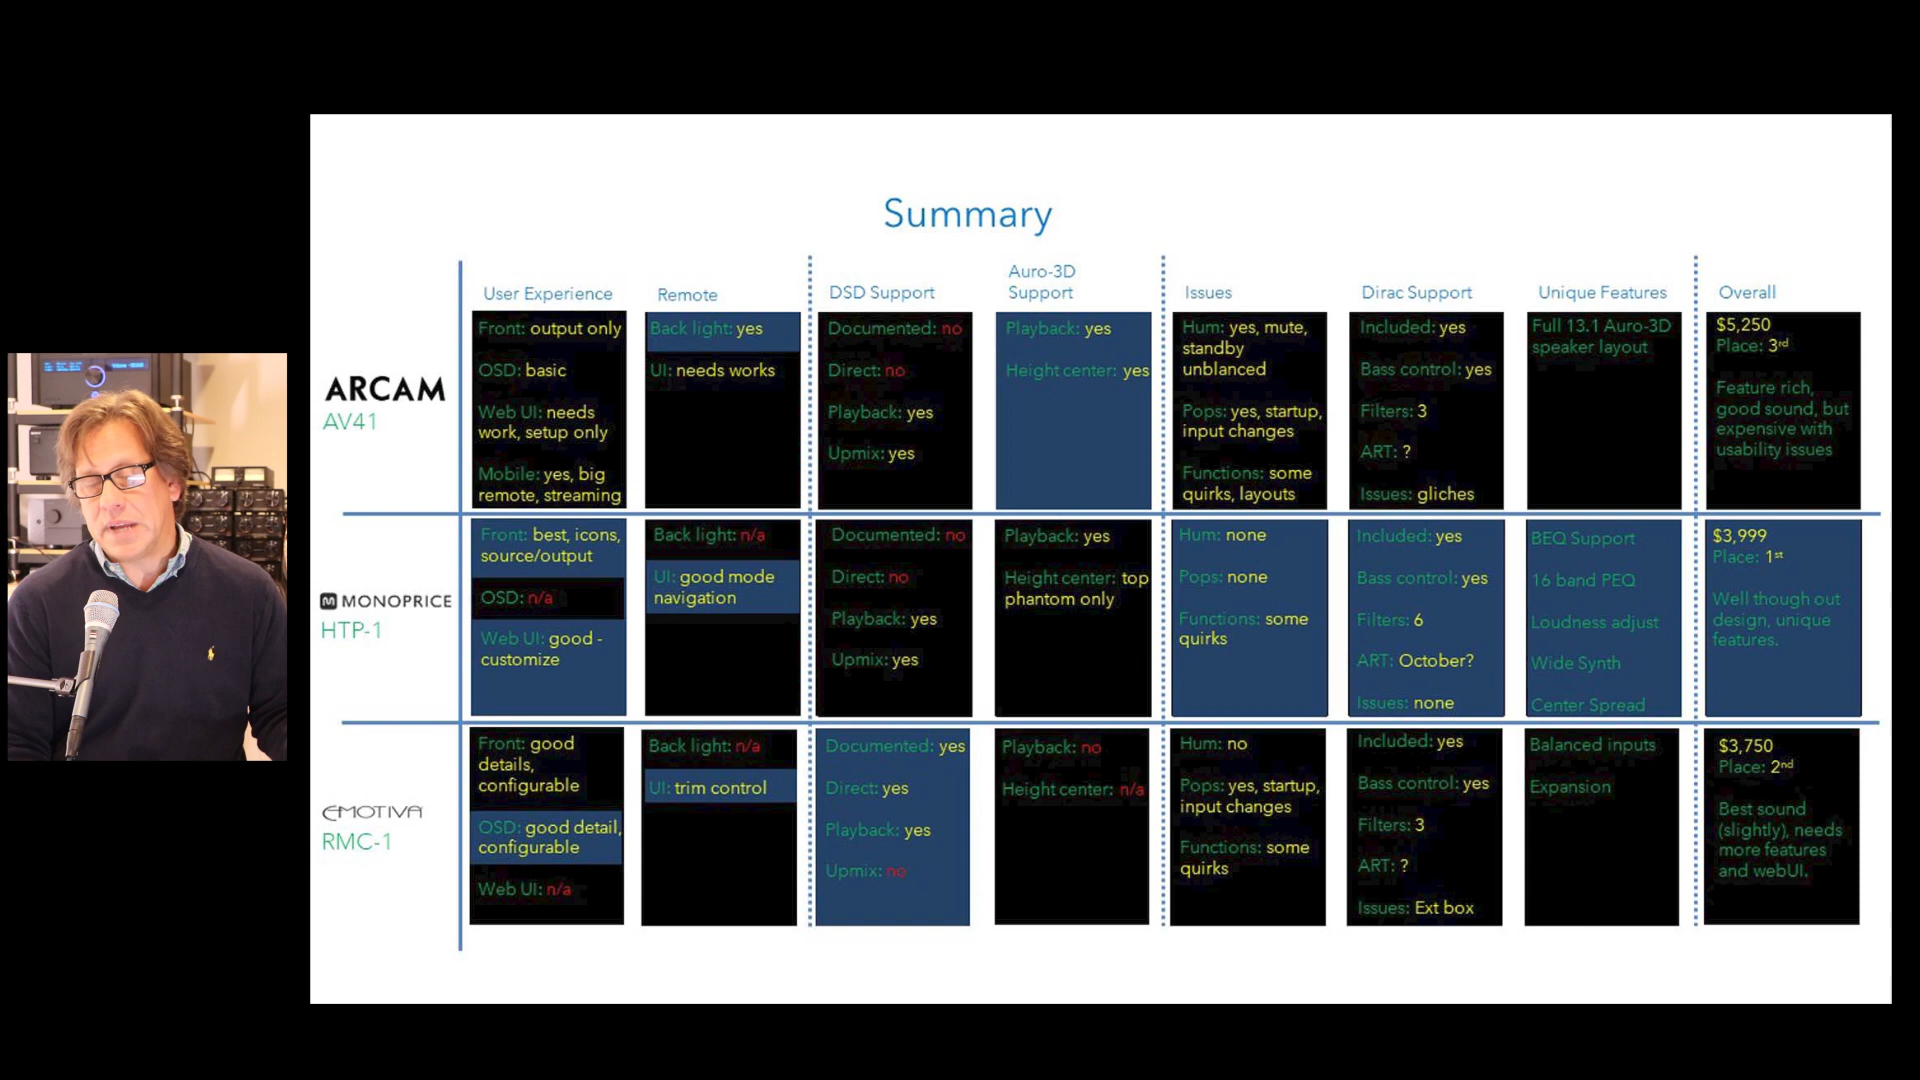 Summary
User Experience
Remote
DSD Support
Auro-3D
Support
Issues
Dirac Support
Unique Features
Overall
ARCAM
AV41
Front: output only
OSD: basic
Web UI: needs
work, setup only
Mobile: yes, big
remote, streaming
Back light: yes
UI: needs works
Documented: no
Direct: no
Playback: yes
Upmix: yes
Playback: yes
Height center: yes
Hum: yes, mute,
standby
unblanced
Pops: yes, startup,
input changes
Functions: some
quirks, layouts
Included: yes
Bass control: yes
Filters: 3
ART: ?
Issues: gliches
Full 13.1 Auro-3D
speaker layout
$5,250
Place: 3rd
Feature rich,
good sound, but
expensive with
usability issues
MONOPRICE
HTP-1
Front: best, icons,
source/output
OSD: n/a
Web UI: good -
customize
Back light: n/a
UI: good mode
navigation
Documented: no
Direct: no
Playback: yes
Upmix: yes
Playback: yes
Height center: top
phantom only
Hum: none
Pops: none
Functions: some
quirks
Included: yes
Bass control: yes
Filters: 6
ART: October?
Issues: none
BEQ Support
16 band PEQ
Loudness adjust
Wide Synth
Center Spread
$3,999
Place: 1st
Well though out
design, unique
features.
EMOTIVA
RMC-1
Front: good
details,
configurable
OSD: good detail,
configurable
Web UI: n/a
Back light: n/a
UI: trim control
Documented: yes
Direct: yes
Playback: yes
Upmix: no
Playback: no
Height center: n/a
Hum: no
Pops: yes, startup,
input changes
Functions: some
quirks
Included: yes
Bass control: yes
Filters: 3
ART: ?
Issues: Ext box
Balanced inputs
Expansion
$3,750
Place: 2nd
Best sound
(slightly), needs
more features
and webUI.